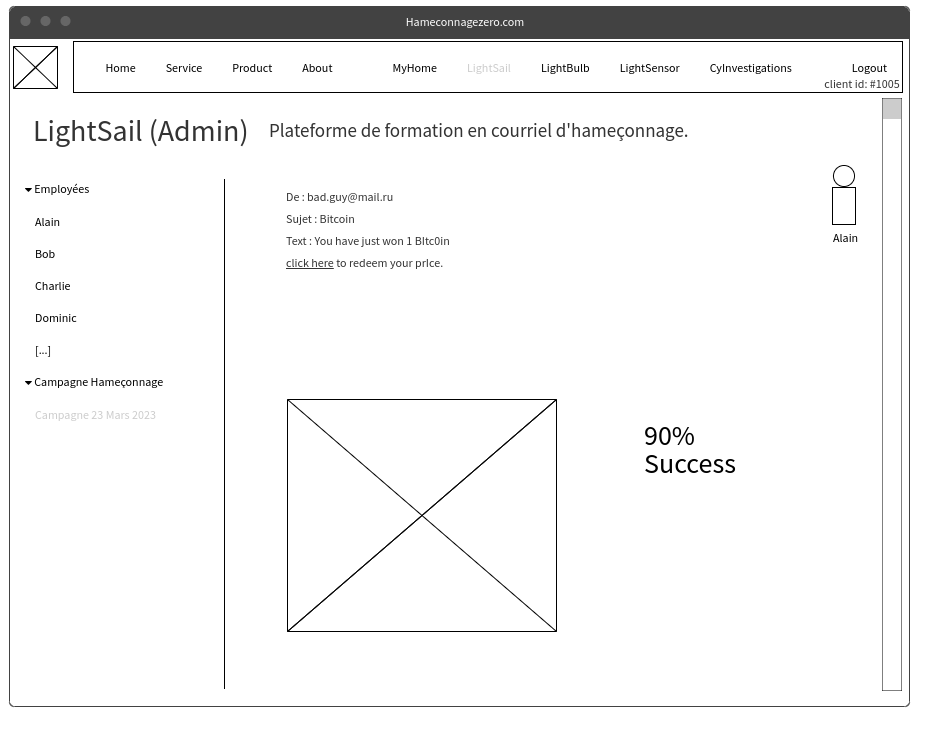 Hameconnagezero.com
Home Service Product About MyHome LightSail LightBulb LightSensor CyInvestigations Logout
client id: #1005
LightSail (Admin) Plateforme de formation en courriel d'hameçonnage.
Employées
Alain
Bob
Charlie
Dominic
[...]
Campagne Hameçonnage
Campagne 23 Mars 2023
De : bad.guy@mail.ru
Sujet : Bitcoin
Text : You have just won 1 BItc0in
click here to redeem your prIce.
Alain
90%
Success